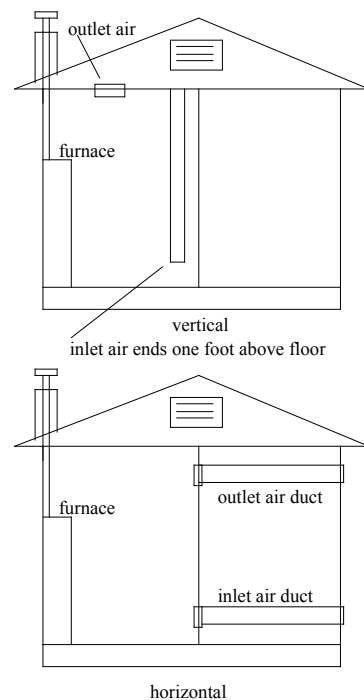 outlet air
furnace
vertical
inlet air ends one foot above floor
furnace
outlet air duct
inlet air duct
horizontal